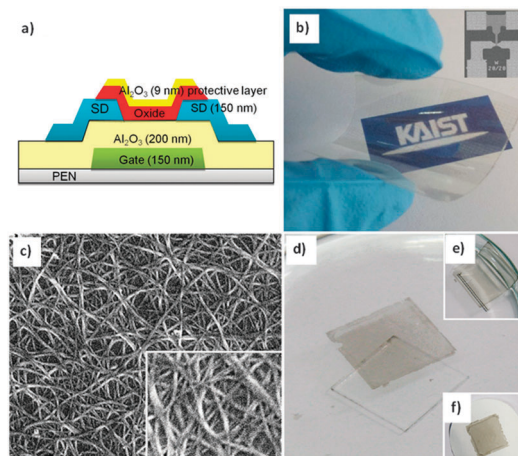 a)
Al₂O₃ (9 nm) protective layer
SD
Oxide
SD (150 nm)
Al₂O₃ (200 nm)
Gate (150 nm)
PEN
b)
KAIST
c)
d)
e)
f)